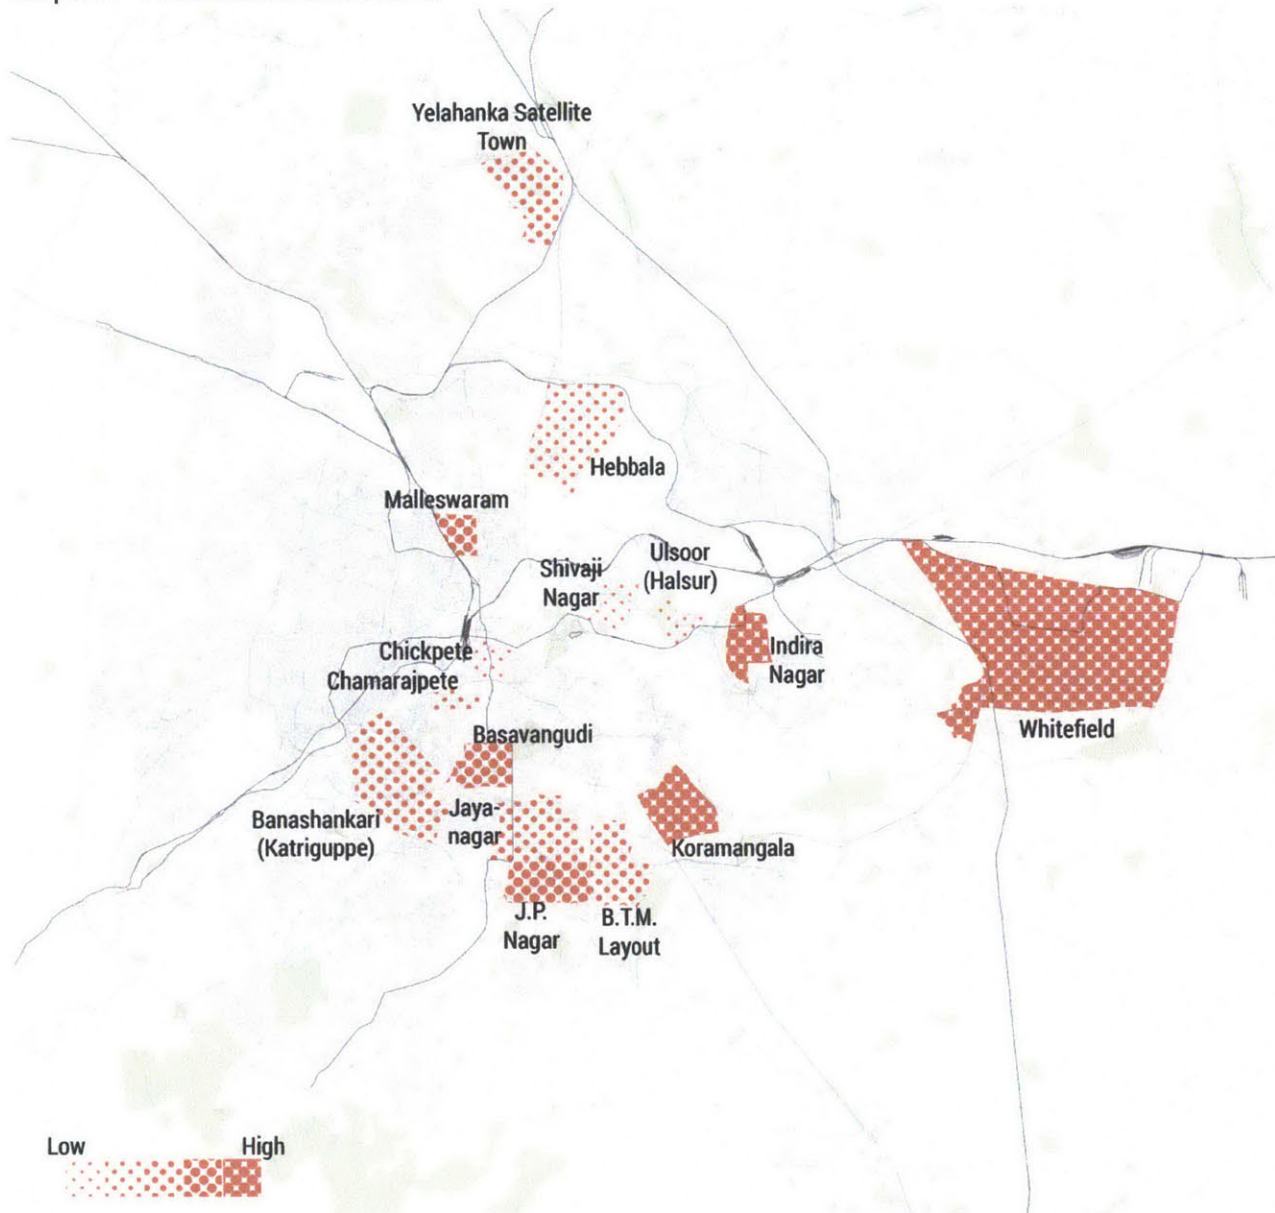 Yelahanka Satellite
Town
Hebbala
Malleswaram
Shivaji
Nagar
Ulsoor
(Halsur)
Indira
Nagar
Chickpete
Chamarajpete
Whitefield
Basavangudi
Banashankari
(Katriguppe)
Jaya-
nagar
Koramangala
J.P.
Nagar
B.T.M.
Layout
Low
High